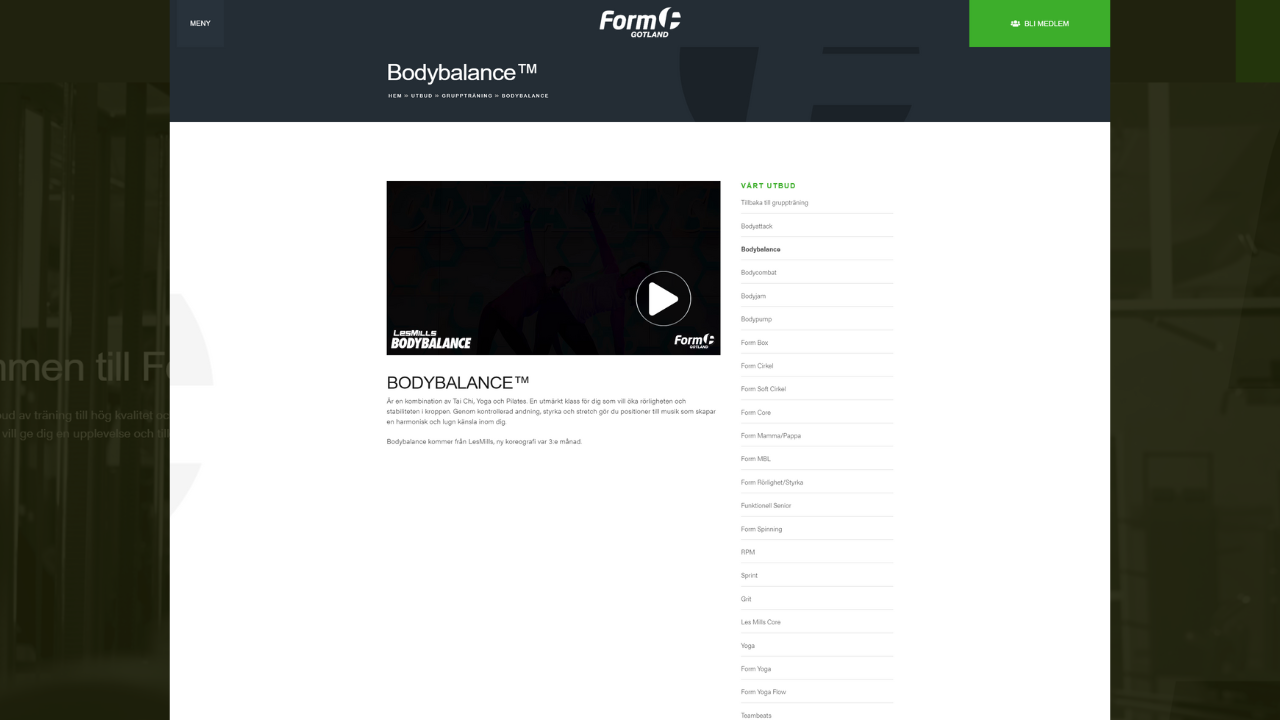 MENY
Form
GOTLAND
BLI MEDLEM
Bodybalance™
HEM » UTBUD » GRUPPTRÄNING » BODYBALANCE
LesMills
BODYBALANCE
Form
GOTLAND
BODYBALANCE™
Är en kombination av Tai Chi, Yoga och Pilates. En utmärkt klass för dig som vill öka rörligheten och
stabiliteten i kroppen. Genom kontrollerad andning, styrka och stretch gör du positioner till musik som skapar
en harmonisk och lugn känsla inom dig.
Bodybalance kommer från LesMills, ny koreografi var 3:e månad.
VÅRT UTBUD
Tillbaka till gruppträning
Bodyattack
Bodybalance
Bodycombat
Bodyjam
Bodypump
Form Box
Form Cirkel
Form Soft Cirkel
Form Core
Form Mamma/Pappa
Form MBL
Form Rörlighet/Styrka
Funktionell Senior
Form Spinning
RPM
Sprint
Grit
Les Mills Core
Yoga
Form Yoga
Form Yoga Flow
Teambeats
mmen till Fo
ud av träning till hög kvalitét oc
vill ge dig en upplevelse och till